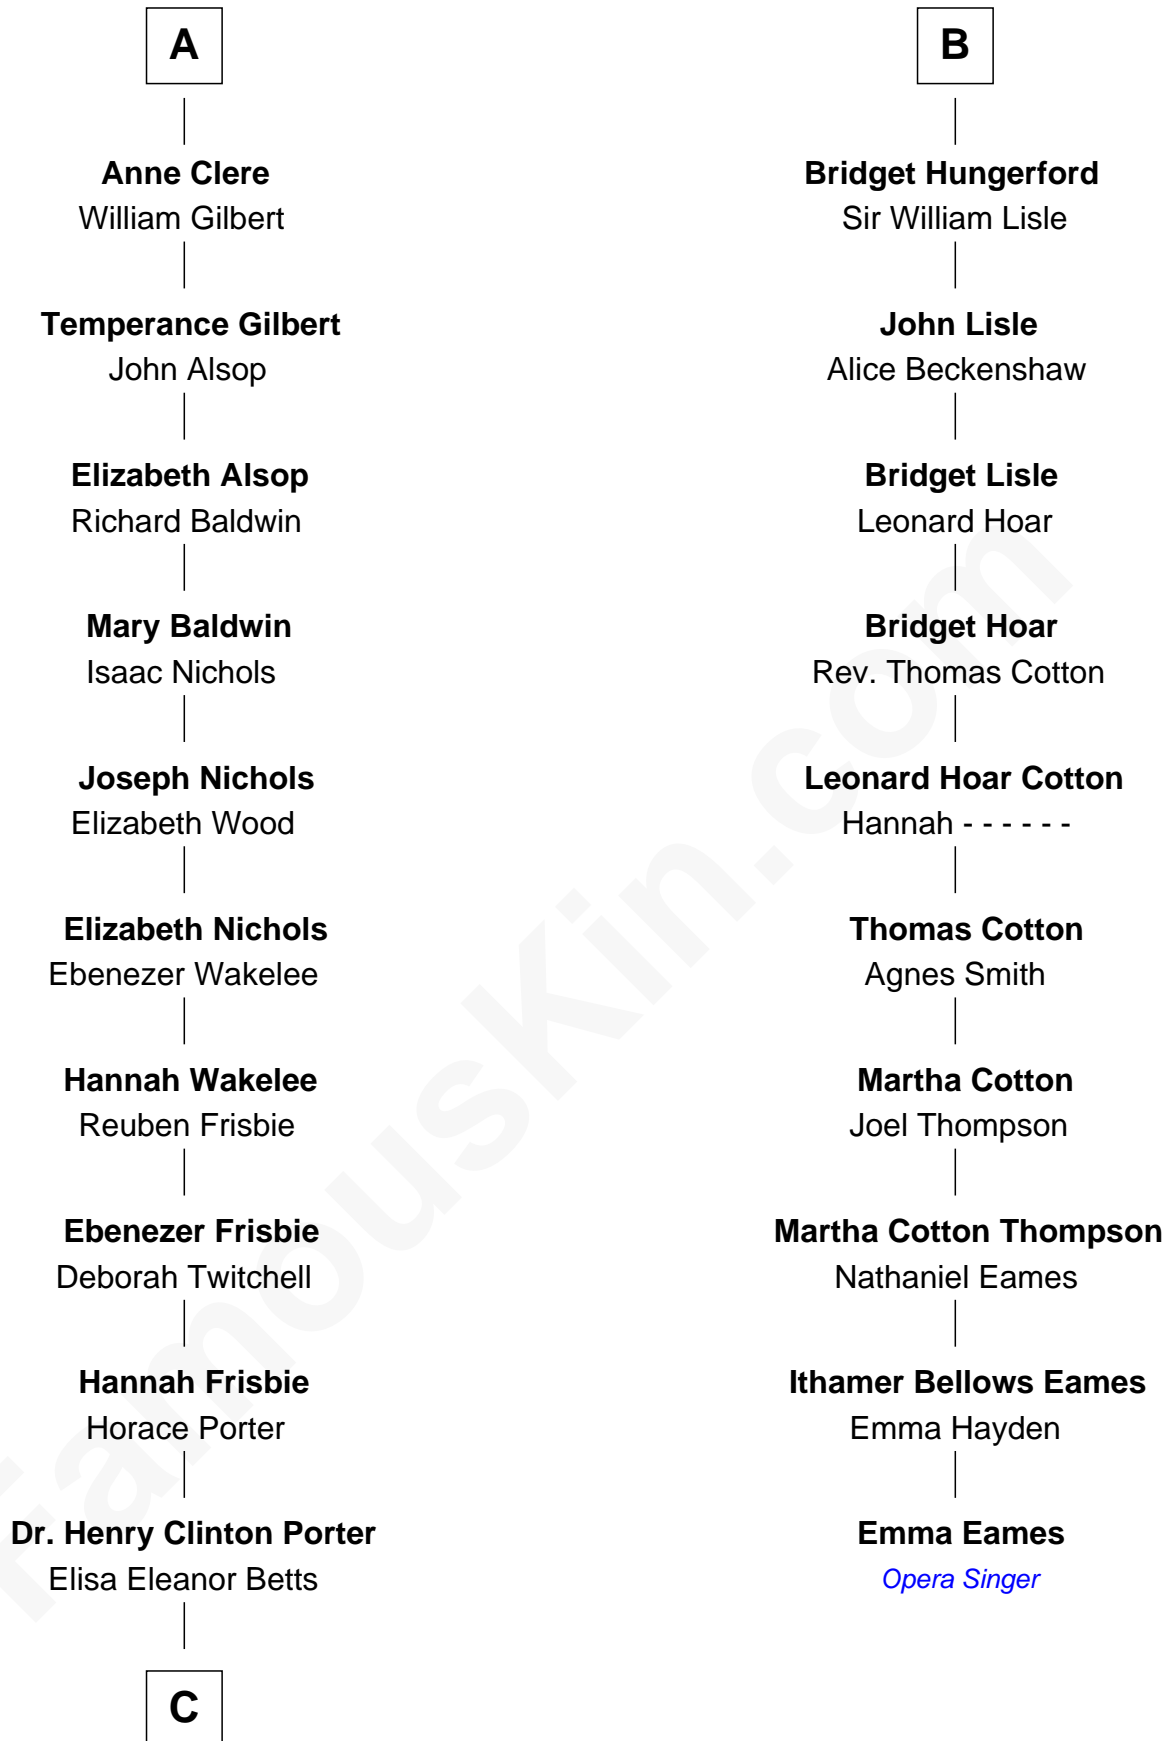 A
Anne Clere
William Gilbert
Temperance Gilbert
John Alsop
Elizabeth Alsop
Richard Baldwin
Mary Baldwin
Isaac Nichols
Joseph Nichols
Elizabeth Wood
Elizabeth Nichols
Ebenezer Wakelee
Hannah Wakelee
Reuben Frisbie
Ebenezer Frisbie
Deborah Twitchell
Hannah Frisbie
Horace Porter
Dr. Henry Clinton Porter
Elisa Eleanor Betts
C
B
Bridget Hungerford
Sir William Lisle
John Lisle
Alice Beckenshaw
Bridget Lisle
Leonard Hoar
Bridget Hoar
Rev. Thomas Cotton
Leonard Hoar Cotton
Hannah - - - - - -
Thomas Cotton
Agnes Smith
Martha Cotton
Joel Thompson
Martha Cotton Thompson
Nathaniel Eames
Ithamer Bellows Eames
Emma Hayden
Emma Eames
Opera Singer
FamousKin.com